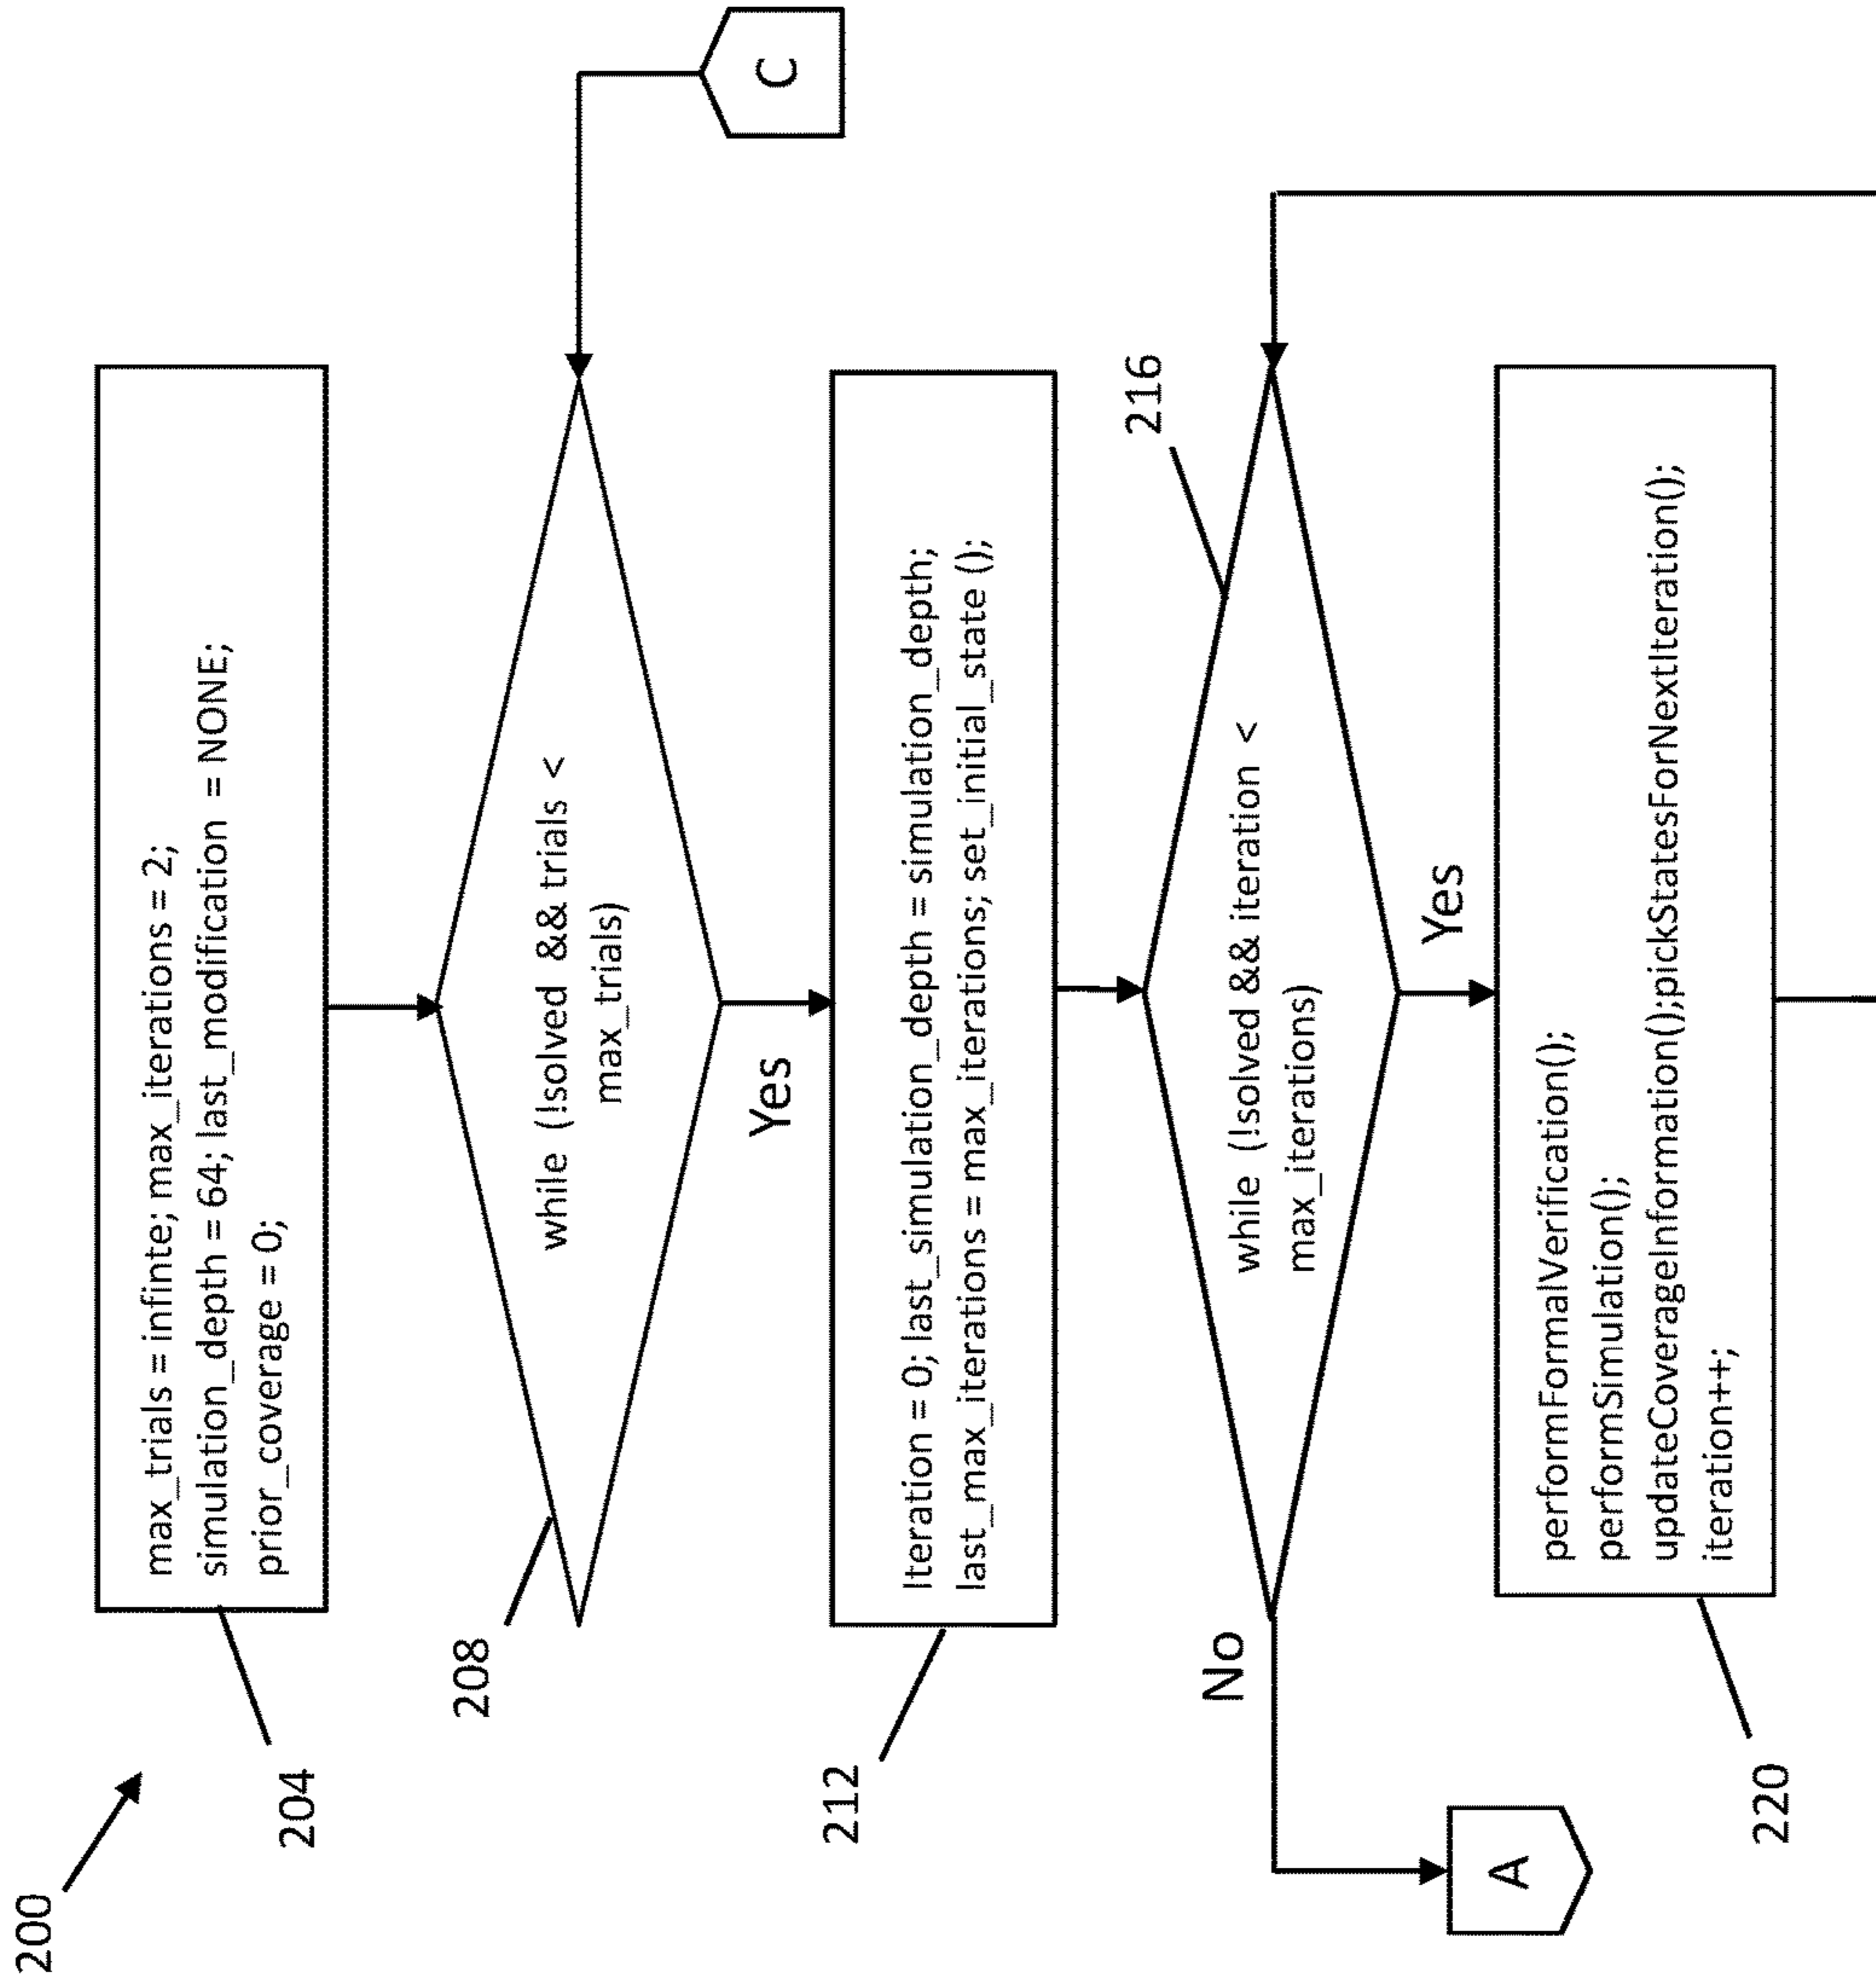 200
204
max_trials = infinte; max_iterations = 2;
simulation_depth = 64; last_modification = NONE;
prior_coverage = 0;
208
while (!solved && trials <
max_trials)
C
Yes
212
Iteration = 0; last_simulation_depth = simulation_depth;
last_max_iterations = max_iterations; set_initial_state ();
216
while (!solved && iteration <
max_iterations)
No
Yes
A
220
performFormalVerification();
performSimulation();
updateCoverageInformation();pickStatesForNextIteration();
iteration++;